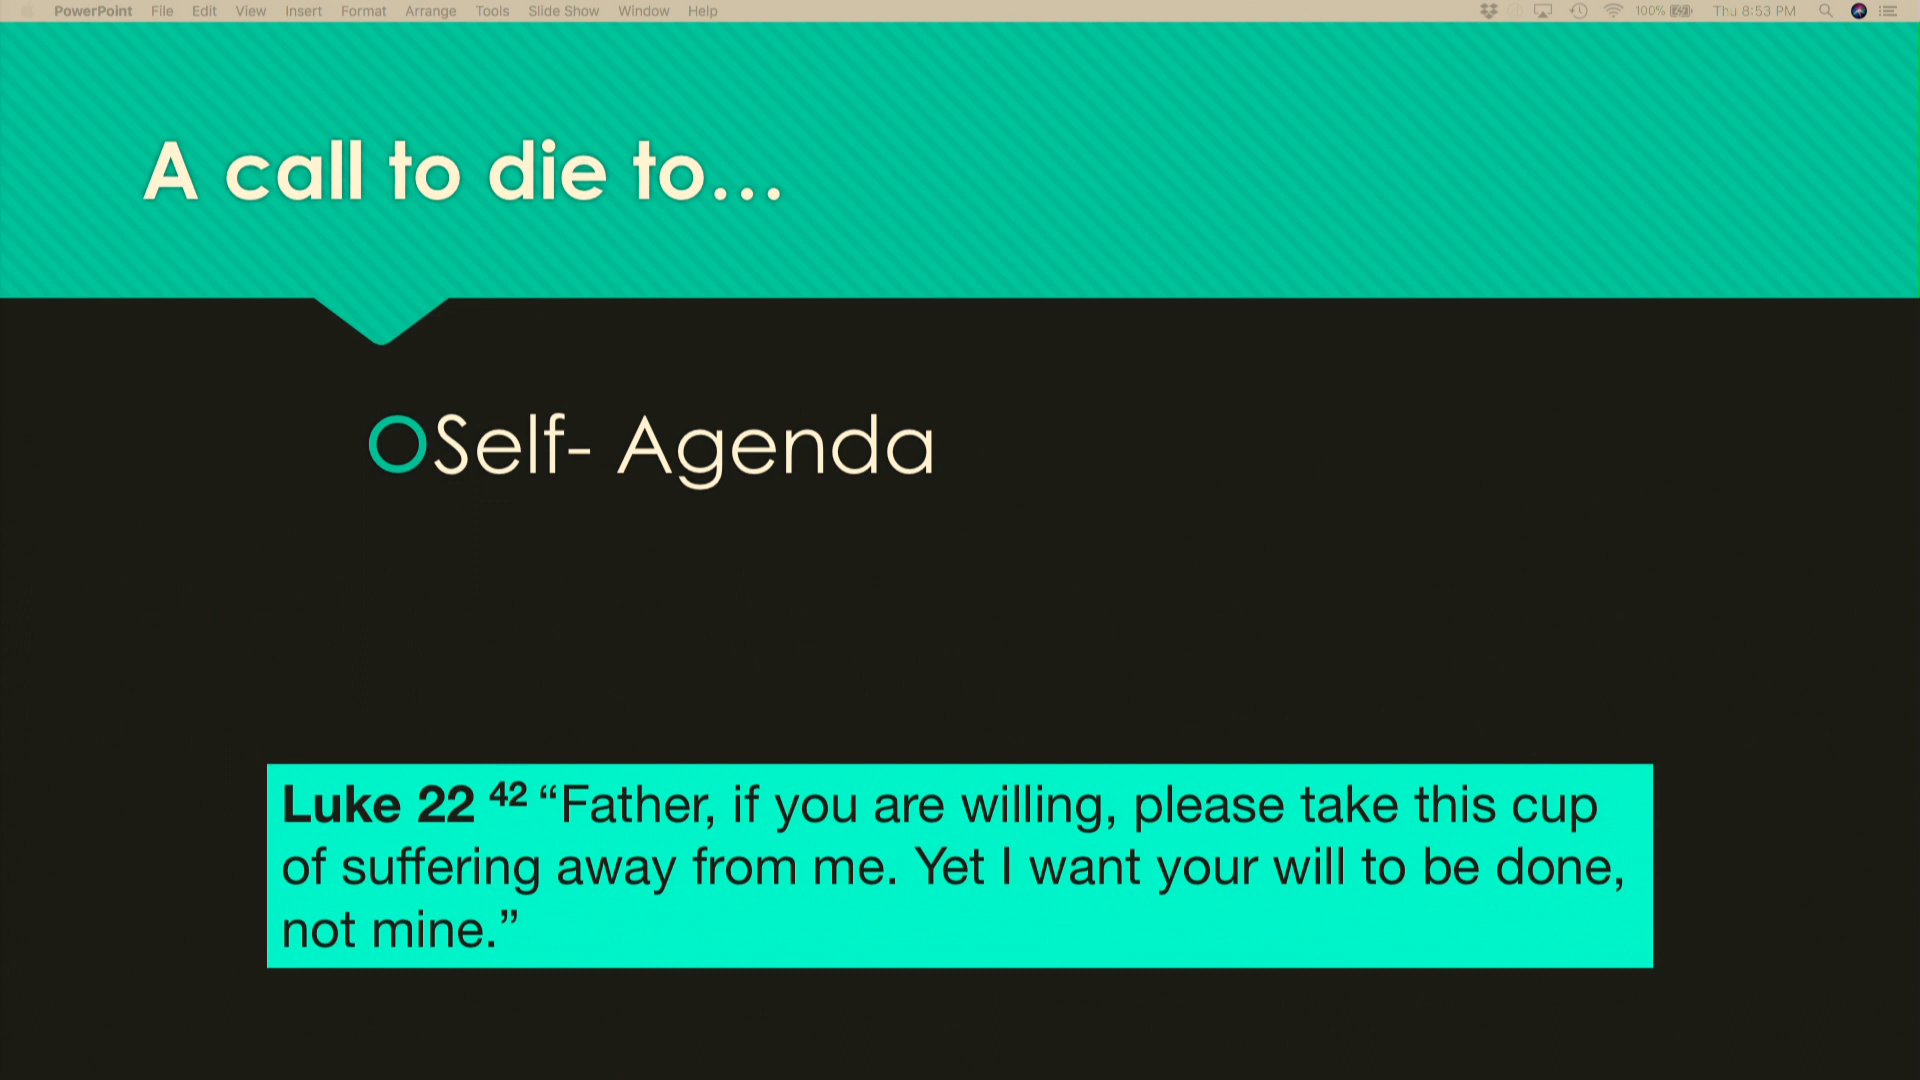 PowerPoint File Edit View Insert Format Arrange Tools Slide Show Window Help 100% Thu 8:53 PM
A call to die to...
Self- Agenda
Luke 22 42 “Father, if you are willing, please take this cup
of suffering away from me. Yet I want your will to be done,
not mine.”